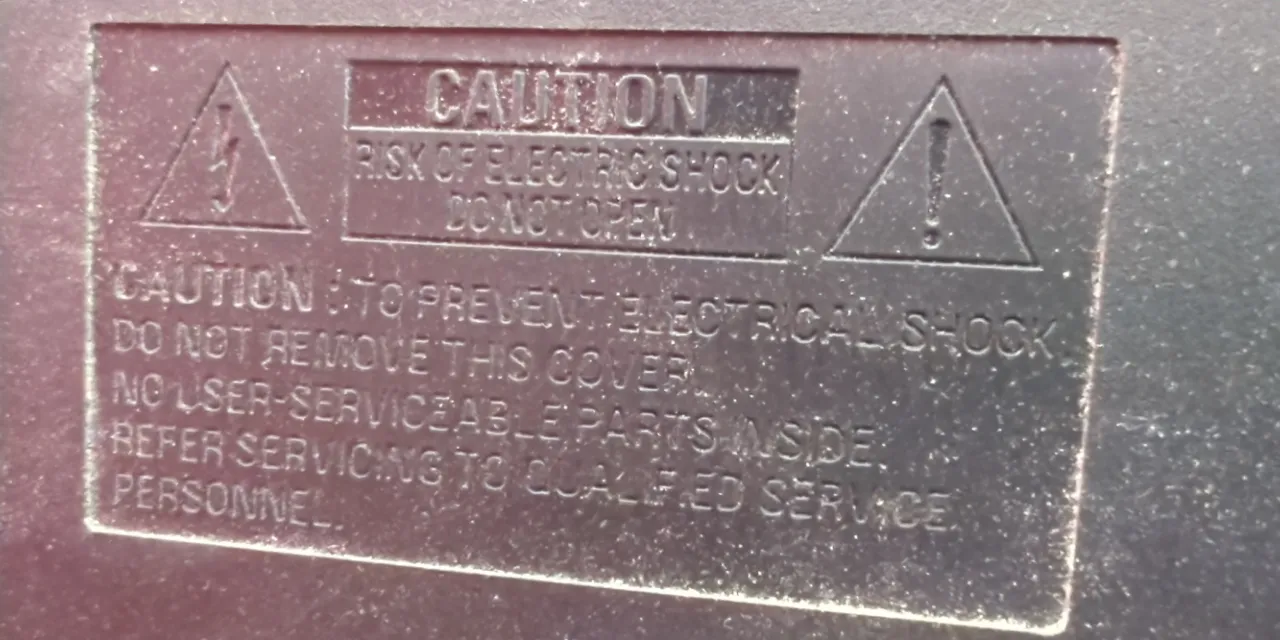 CAUTION
RISK OF ELECTRIC SHOCK
DO NOT OPEN
CAUTION : TO PREVENT ELECTRICAL SHOCK
DO NOT REMOVE THIS COVER.
NO USER-SERVICEABLE PARTS INSIDE.
REFER SERVICING TO QUALIFIED SERVICE
PERSONNEL.